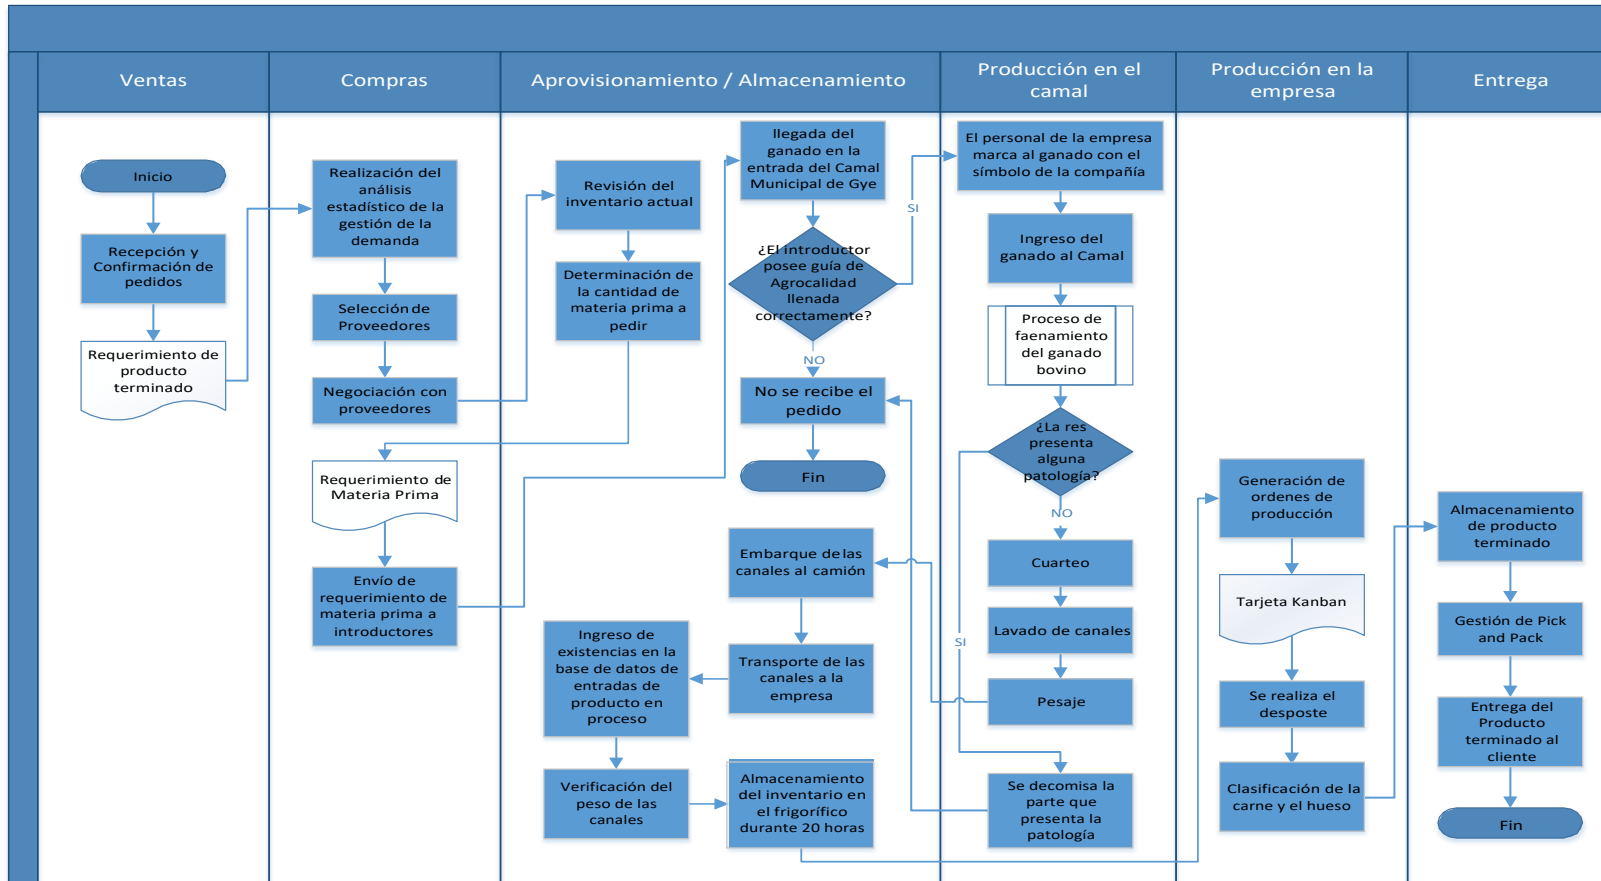 Ventas
Compras
Aprovisionamiento / Almacenamiento
Producción en el
camal
Producción en la
empresa
Entrega
Inicio
Recepción y
Confirmación de
pedidos
Requerimiento de
producto
terminado
Realización del
análisis
estadístico de la
gestión de la
demanda
Selección de
Proveedores
Negociación con
proveedores
Requerimiento de
Materia Prima
Envío de
requerimiento de
materia prima a
introductores
Revisión del
inventario actual
Determinación de
la cantidad de
materia prima a
pedir
llegada del
ganado en la
entrada del Camal
Municipal de Gye
¿El introductor
posee guía de
Agrocalidad
llenada
correctamente?
SI
NO
No se recibe el
pedido
Fin
Embarque de las
canales al camión
Transporte de las
canales a la
empresa
Ingreso de
existencias en la
base de datos de
entradas de
producto en
proceso
Verificación del
peso de las
canales
Almacenamiento
del inventario en
el frigorífico
durante 20 horas
El personal de la empresa
marca al ganado con el
símbolo de la compañía
Ingreso del
ganado al Camal
Proceso de
faenamiento
del ganado
bovino
¿La res
presenta
alguna
patología?
NO
SI
Cuarteo
Lavado de canales
Pesaje
Se decomisa la
parte que
presenta la
patología
Generación de
ordenes de
producción
Tarjeta Kanban
Se realiza el
desposte
Clasificación de la
carne y el hueso
Almacenamiento
de producto
terminado
Gestión de Pick
and Pack
Entrega del
Producto
terminado al
cliente
Fin